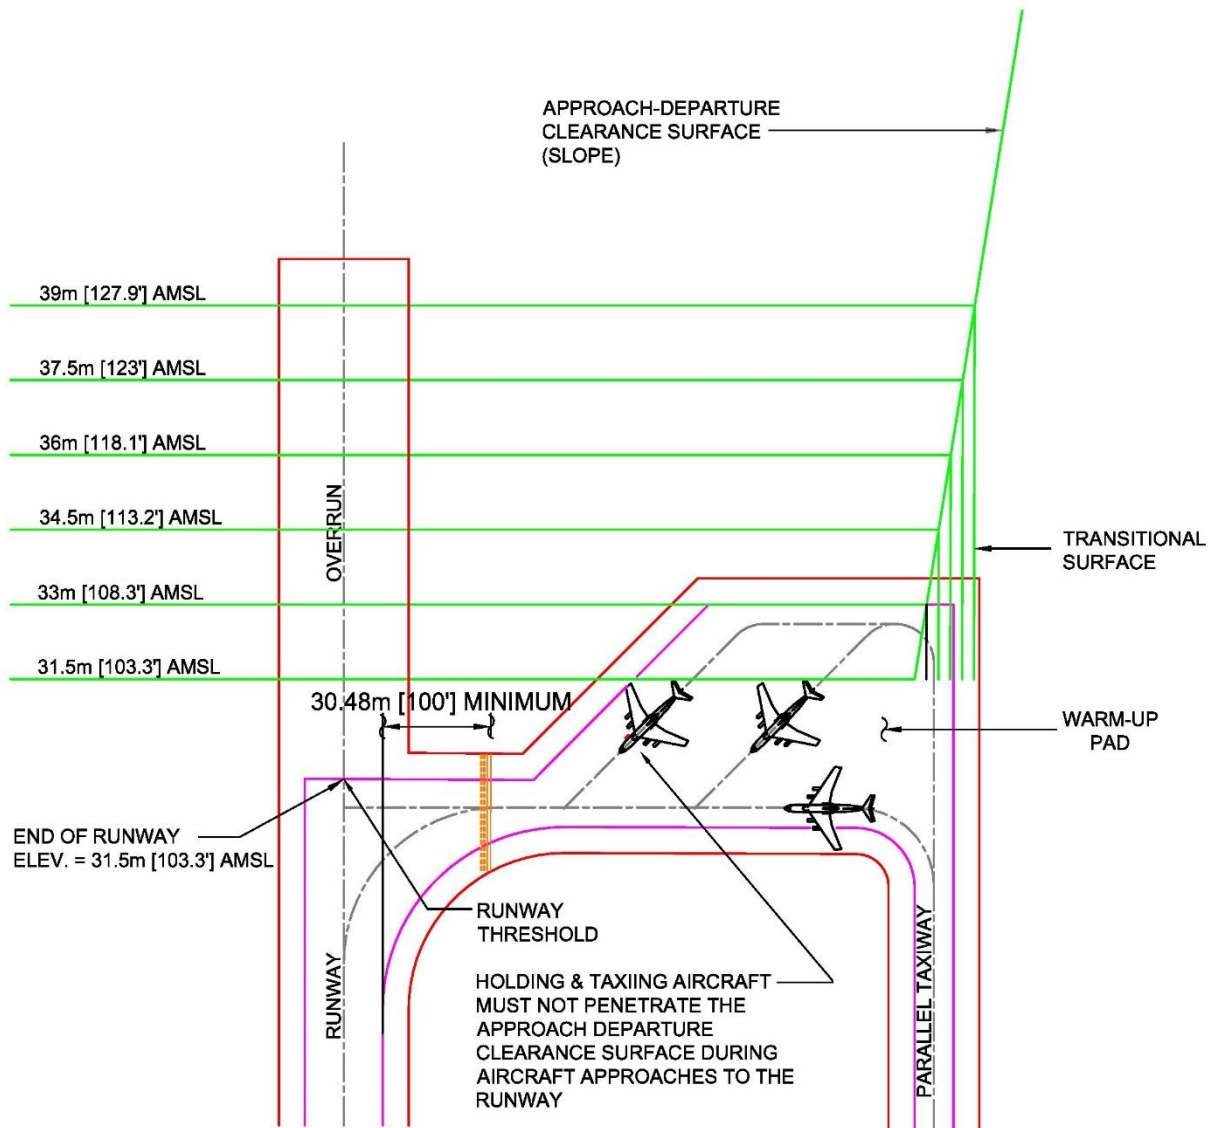 APPROACH-DEPARTURE
CLEARANCE SURFACE
(SLOPE)
39m [127.9'] AMSL
37.5m [123'] AMSL
36m [118.1'] AMSL
34.5m [113.2'] AMSL
OVERRUN
TRANSITIONAL
SURFACE
33m [108.3'] AMSL
31.5m [103.3'] AMSL
30.48m [100'] MINIMUM
WARM-UP
PAD
END OF RUNWAY
ELEV. = 31.5m [103.3'] AMSL
RUNWAY
THRESHOLD
RUNWAY
HOLDING & TAXIING AIRCRAFT
MUST NOT PENETRATE THE
APPROACH DEPARTURE
CLEARANCE SURFACE DURING
AIRCRAFT APPROACHES TO THE
RUNWAY
PARALLEL TAXIWAY